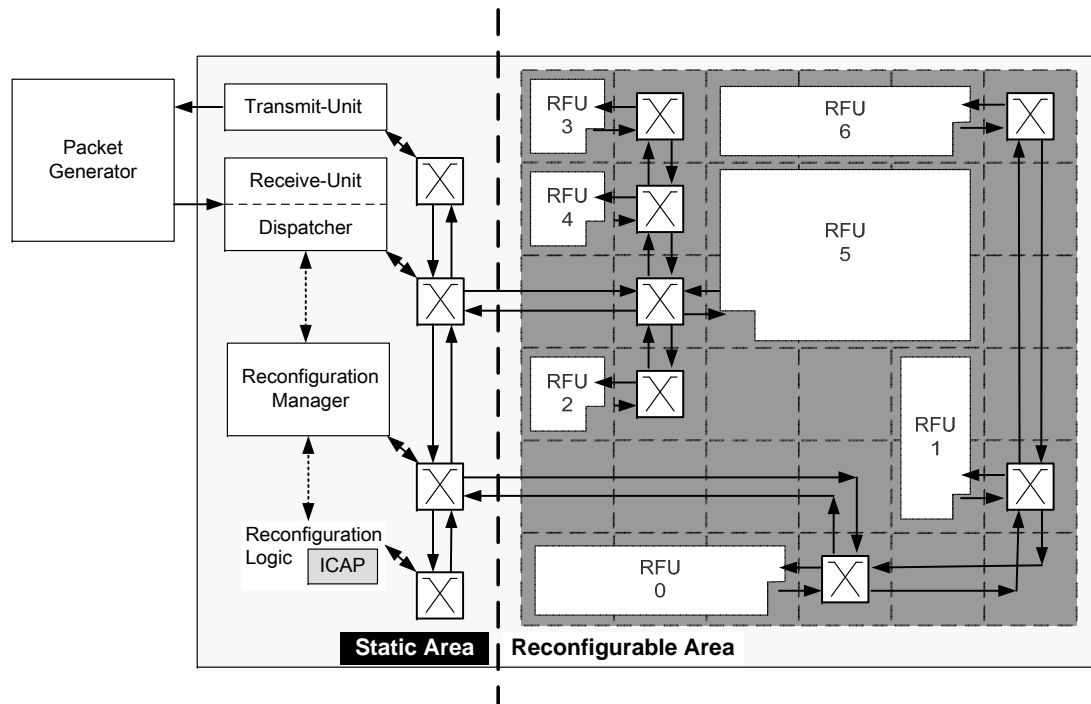 Packet
Generator
Transmit-Unit
Receive-Unit
Dispatcher
Reconfiguration
Manager
Reconfiguration
Logic
ICAP
RFU
3
RFU
6
RFU
4
RFU
5
RFU
2
RFU
1
RFU
0
Static Area
Reconfigurable Area